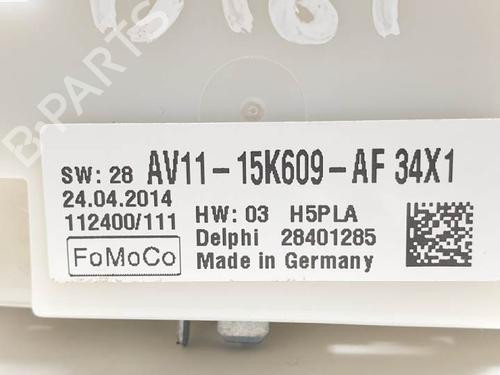 SW: 28 AV11-15K609-AF 34X1
24.04.2014
112400/111 HW: 03 H5PLA
FoMoCo Delphi 28401285
Made in Germany
B-PARTS